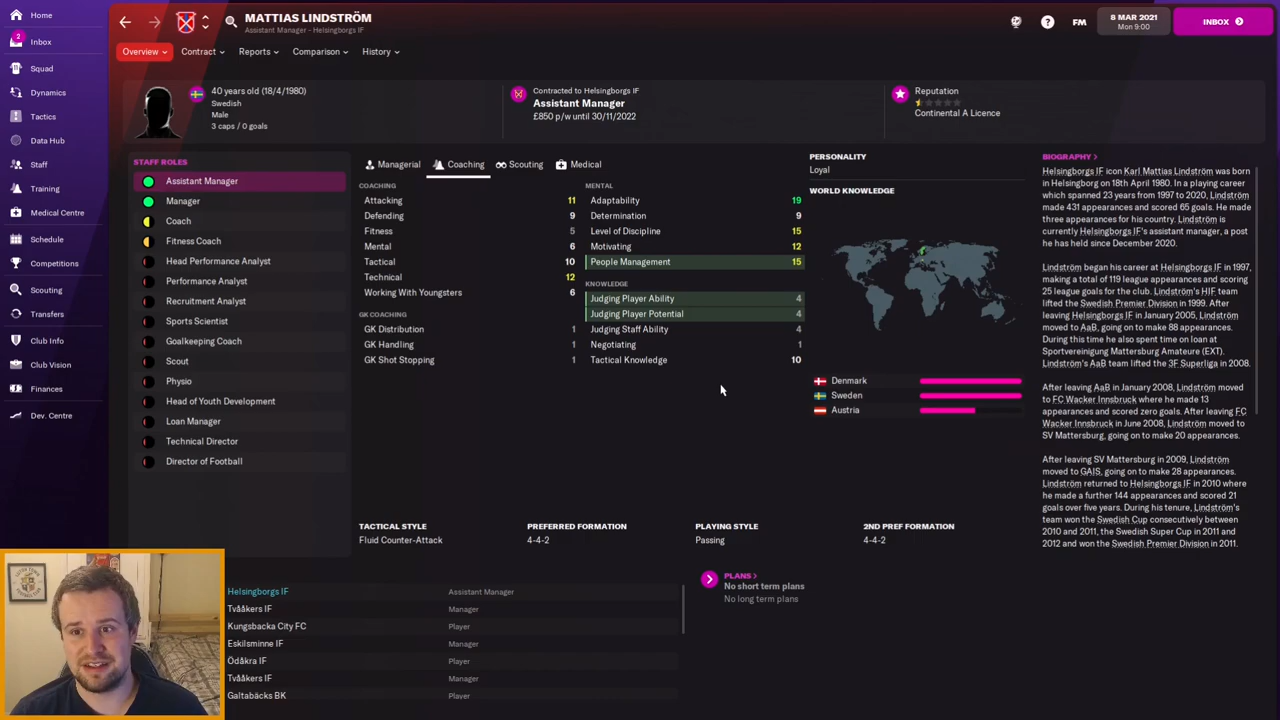 MATTIAS LINDSTRÖM
Assistant Manager - Helsingborgs IF
8 MAR 2021
Mon 9:00
FM
INBOX
Home
2
Inbox
Squad
Dynamics
Tactics
Data Hub
Staff
Training
Medical Centre
Schedule
Competitions
Scouting
Transfers
Club Info
Club Vision
Finances
Dev. Centre
Overview
Contract
Reports
Comparison
History
40 years old (18/4/1980)
Swedish
Male
3 caps / 0 goals
Contracted to Helsingborgs IF
Assistant Manager
£850 p/w until 30/11/2022
Reputation
Continental A Licence
STAFF ROLES
Assistant Manager
Manager
Coach
Fitness Coach
Head Performance Analyst
Performance Analyst
Recruitment Analyst
Sports Scientist
Goalkeeping Coach
Scout
Physio
Head of Youth Development
Loan Manager
Technical Director
Director of Football
Managerial
Coaching
Scouting
Medical
COACHING
Attacking 11
Defending 9
Fitness 5
Mental 6
Tactical 10
Technical 12
Working With Youngsters 6
GK COACHING
GK Distribution 1
GK Handling 1
GK Shot Stopping 1
MENTAL
Adaptability 19
Determination 9
Level of Discipline 15
Motivating 12
People Management 15
KNOWLEDGE
Judging Player Ability 4
Judging Player Potential 4
Judging Staff Ability 4
Negotiating 1
Tactical Knowledge 10
PERSONALITY
Loyal
WORLD KNOWLEDGE
Denmark
Sweden
Austria
BIOGRAPHY >
Helsingborgs IF icon Karl Mattias Lindström was born
in Helsingborg on 18th April 1980. In a playing career
which spanned 23 years from 1997 to 2020, Lindström
made 431 appearances and scored 65 goals. He made
three appearances for his country. Lindström is
currently Helsingborgs IF's assistant manager, a post
he has held since December 2020.
Lindström began his career at Helsingborgs IF in 1997,
making a total of 119 league appearances and scoring
25 league goals for the club. Lindström's HIF team
lifted the Swedish Premier Division in 1999. After
leaving Helsingborgs IF in January 2005, Lindström
moved to AaB, going on to make 88 appearances.
During this time he also spent time on loan at
Sportvereinigung Mattersburg Amateure (EXT).
Lindström's AaB team lifted the 3F Superliga in 2008.
After leaving AaB in January 2008, Lindström moved
to FC Wacker Innsbruck where he made 13
appearances and scored zero goals. After leaving FC
Wacker Innsbruck in June 2008, Lindström moved to
SV Mattersburg, going on to make 20 appearances.
After leaving SV Mattersburg in 2009, Lindström
moved to GAIS, going on to make 28 appearances.
Lindström returned to Helsingborgs IF in 2010 where
he made a further 144 appearances and scored 21
goals over five years. During his tenure, Lindström's
team won the Swedish Cup consecutively between
2010 and 2011, the Swedish Super Cup in 2011 and
2012 and won the Swedish Premier Division in 2011.
TACTICAL STYLE
Fluid Counter-Attack
PREFERRED FORMATION
4-4-2
PLAYING STYLE
Passing
2ND PREF FORMATION
4-4-2
Helsingborgs IF Assistant Manager
Tvååkers IF Manager
Kungsbacka City FC Player
Eskilsminne IF Manager
Ödåkra IF Player
Tvååkers IF Manager
Galtabäcks BK Player
PLANS >
No short term plans
No long term plans